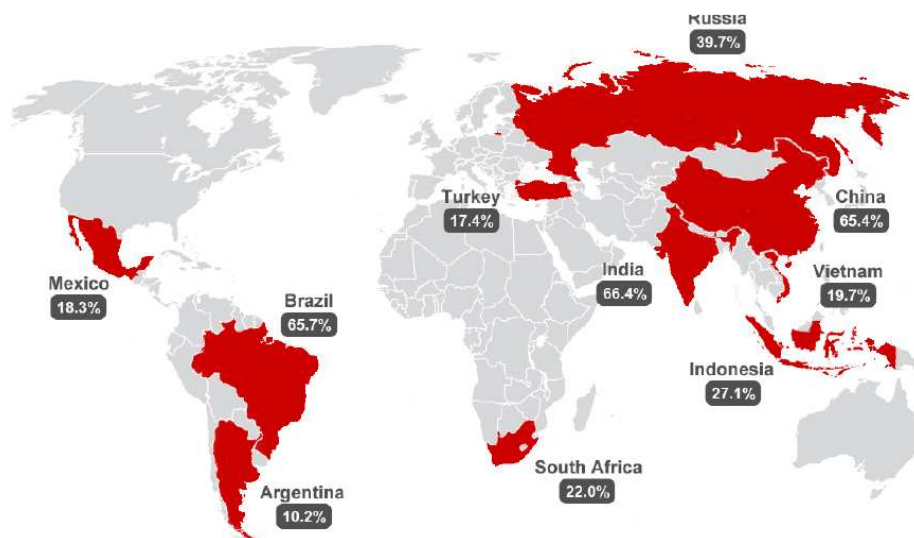 Russia
39.7%
Turkey
17.4%
China
65.4%
India
66.4%
Vietnam
19.7%
Mexico
18.3%
Brazil
65.7%
Indonesia
27.1%
South Africa
22.0%
Argentina
10.2%